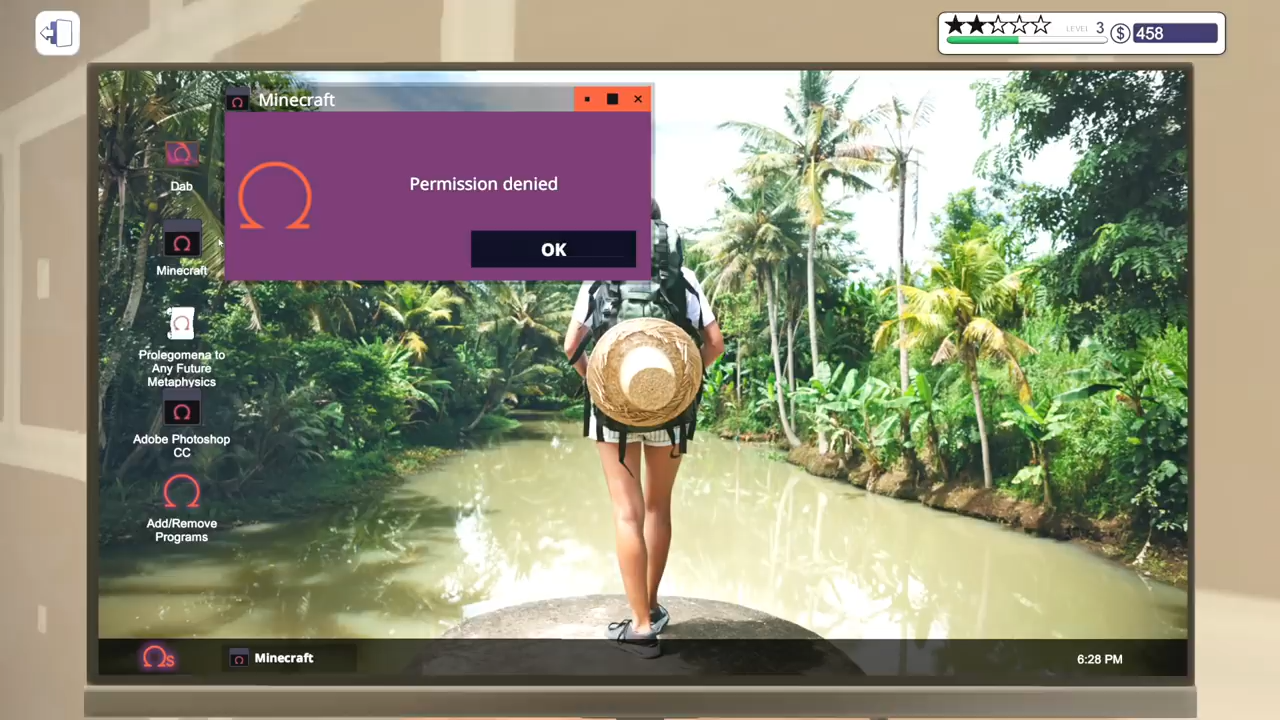 LEVEL 3
$ 458
Minecraft
Permission denied
OK
Dab
Minecraft
Prolegomena to
Any Future
Metaphysics
Adobe Photoshop
CC
Add/Remove
Programs
Ωs
Minecraft
6:28 PM